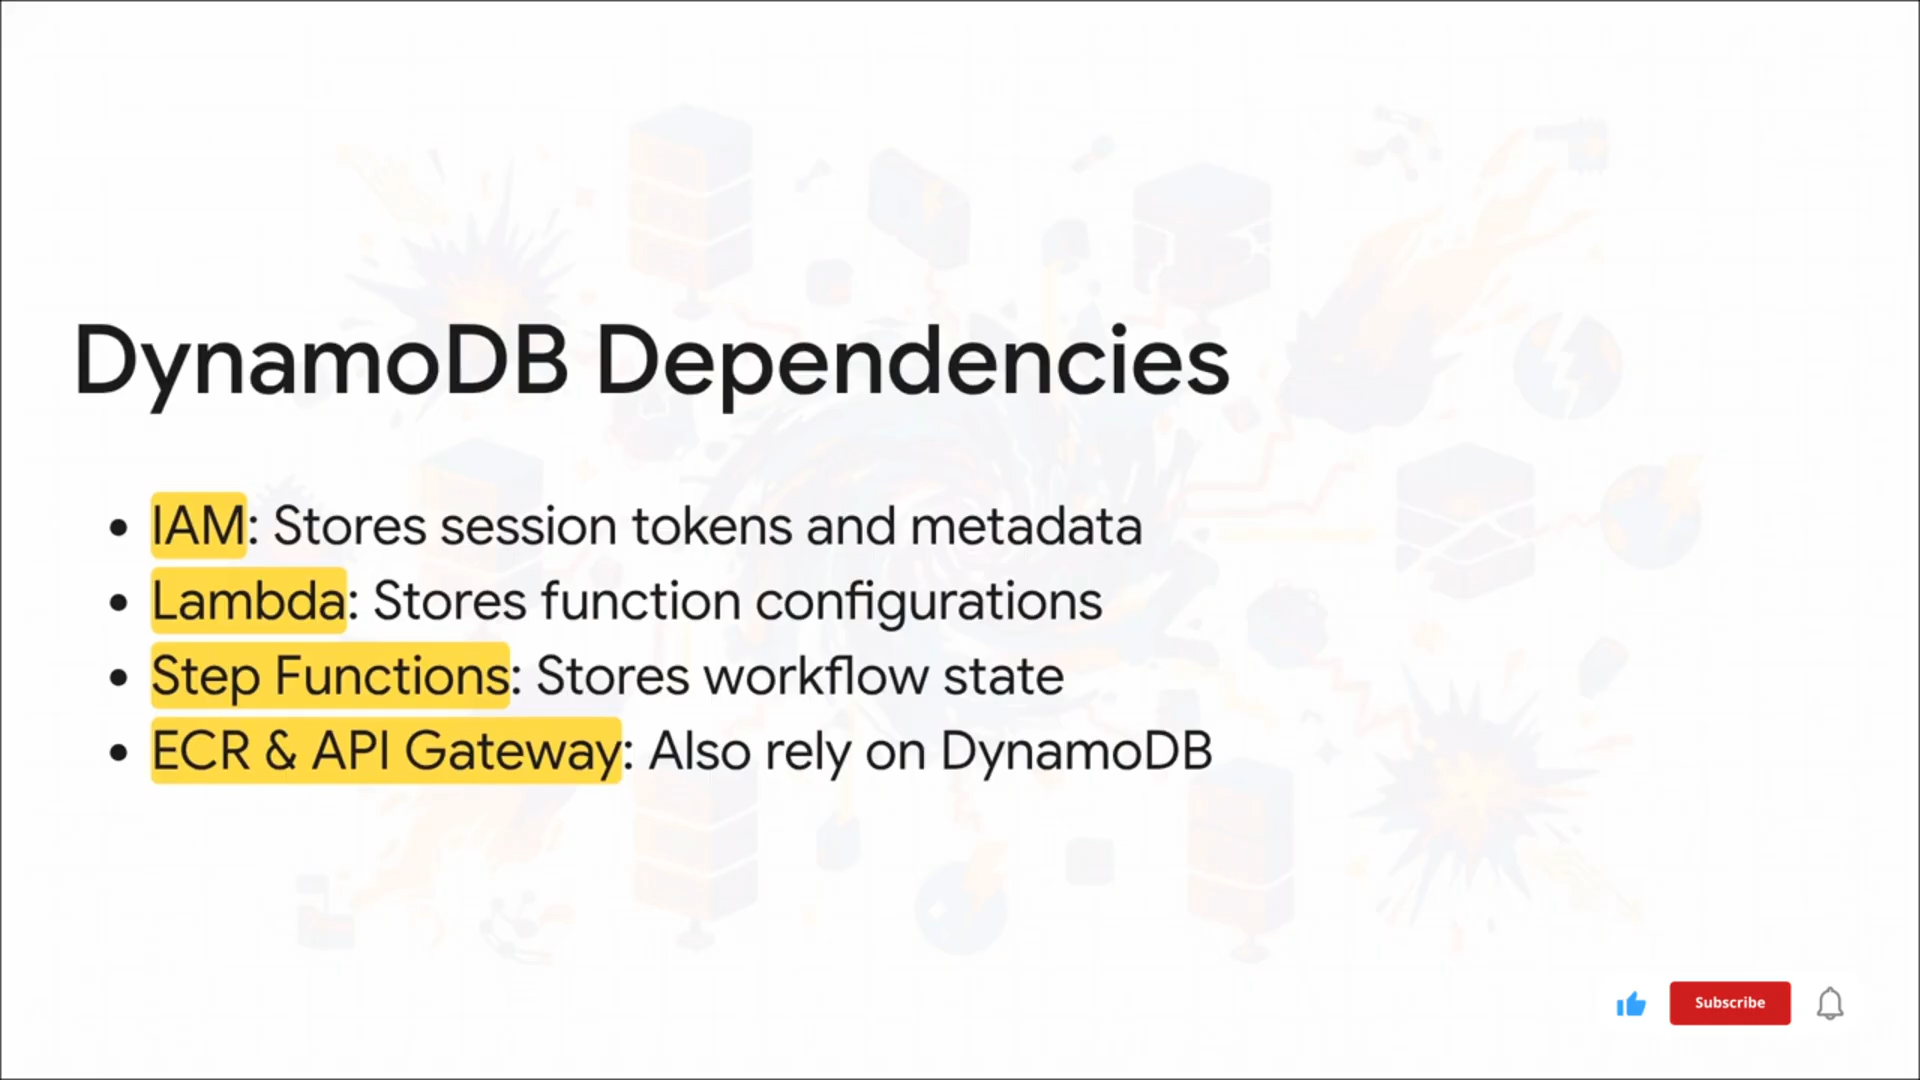 DynamoDB Dependencies
• IAM: Stores session tokens and metadata
• Lambda: Stores function configurations
• Step Functions: Stores workflow state
• ECR & API Gateway: Also rely on DynamoDB
Subscribe